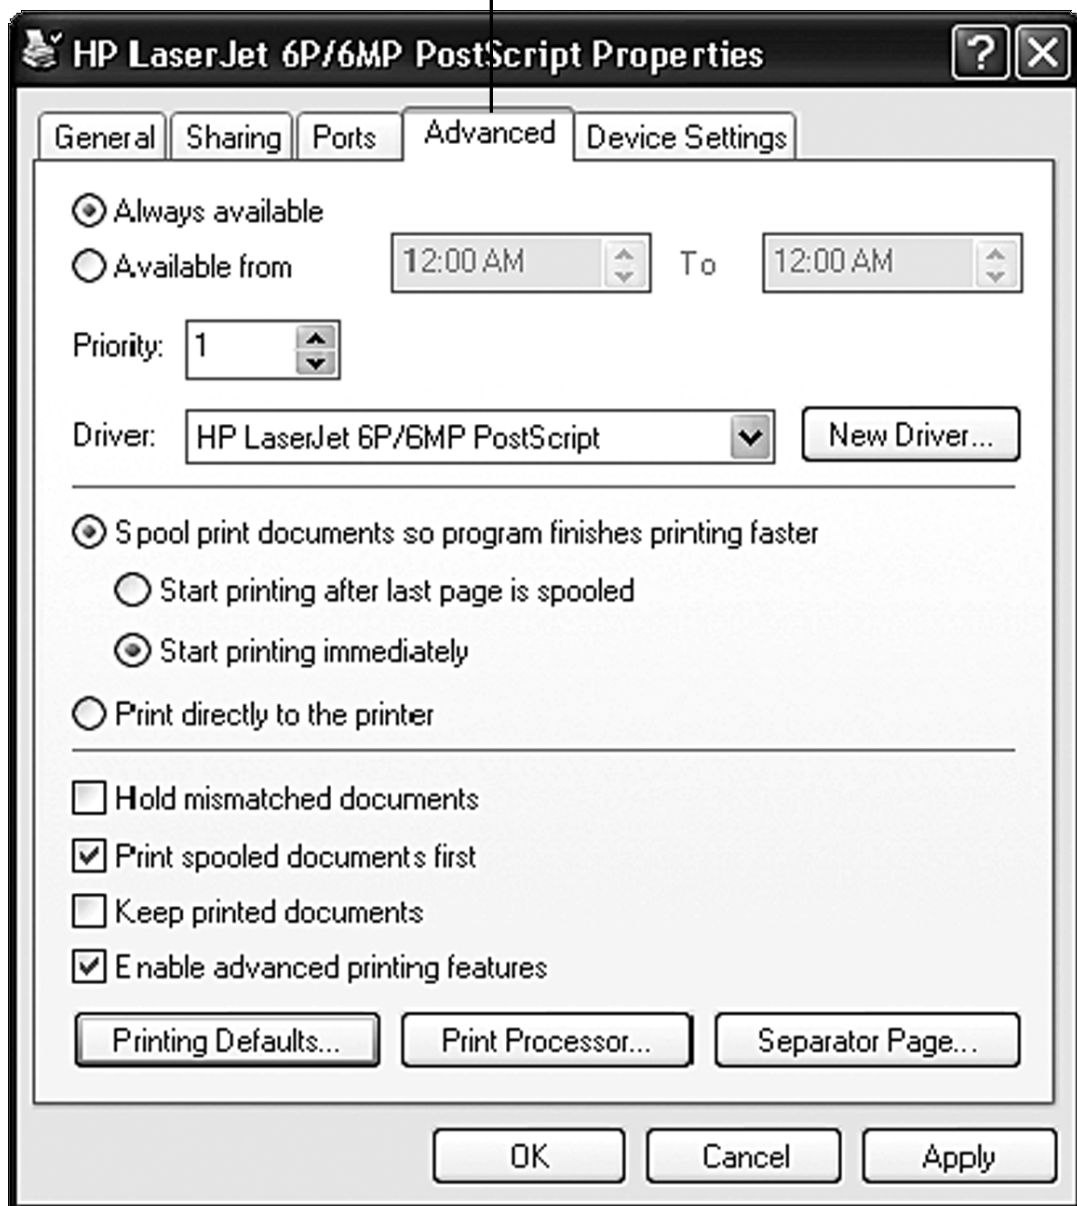 HP LaserJet 6P/6MP PostScript Properties
General Sharing Ports Advanced Device Settings
Always available
Available from 12:00 AM To 12:00 AM
Priority: 1
Driver: HP LaserJet 6P/6MP PostScript New Driver...
Spool print documents so program finishes printing faster
Start printing after last page is spooled
Start printing immediately
Print directly to the printer
Hold mismatched documents
Print spooled documents first
Keep printed documents
Enable advanced printing features
Printing Defaults... Print Processor... Separator Page...
OK Cancel Apply